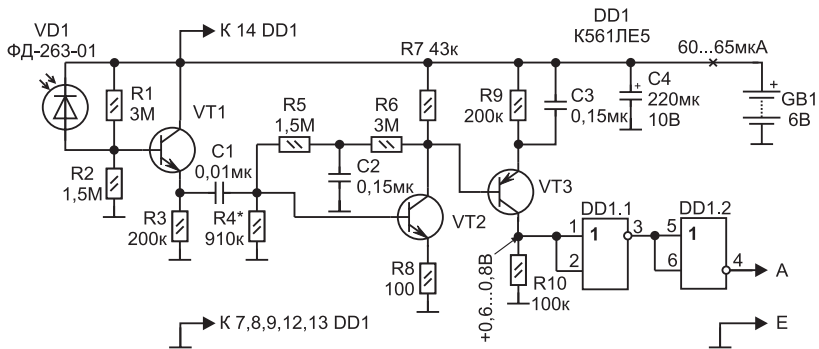 VD1
ФД-263-01
К 14 DD1
DD1
К561ЛЕ5
60...65мкА
R7 43к
R1
3М
VT1
R5
1,5М
R6
3М
R9
200к
C3
0,15мк
+
C4
220мк
10В
+
GB1
6В
R2
1,5М
C1
0,01мк
C2
0,15мк
VT3
R3
200к
R4*
910к
VT2
DD1.1
DD1.2
1
1
3
5
1
2
6
4
А
R8
100
R10
100к
+0,6...0,8В
К 7,8,9,12,13 DD1
Е